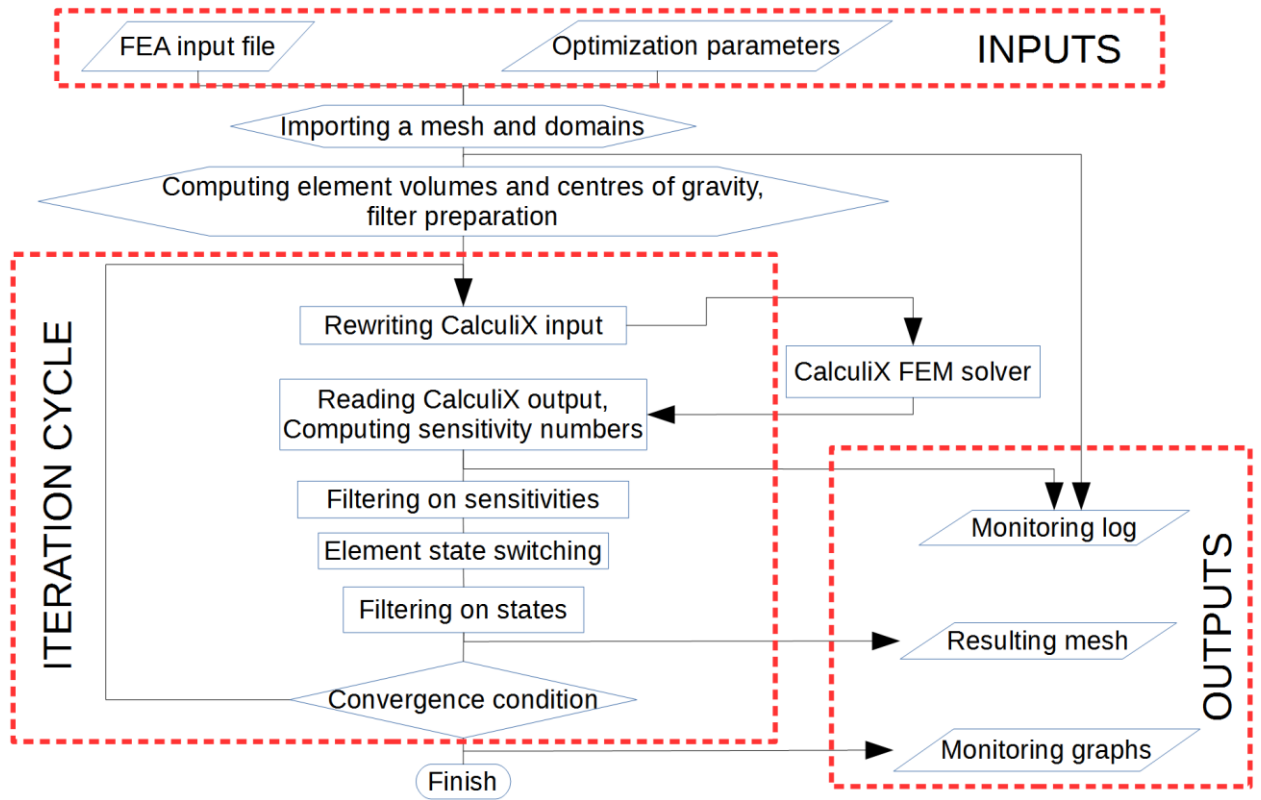 FEA input file
Optimization parameters
INPUTS
Importing a mesh and domains
Computing element volumes and centres of gravity,
filter preparation
ITERATION CYCLE
Rewriting CalculiX input
CalculiX FEM solver
Reading CalculiX output,
Computing sensitivity numbers
Filtering on sensitivities
Element state switching
Filtering on states
Convergence condition
Finish
OUTPUTS
Monitoring log
Resulting mesh
Monitoring graphs